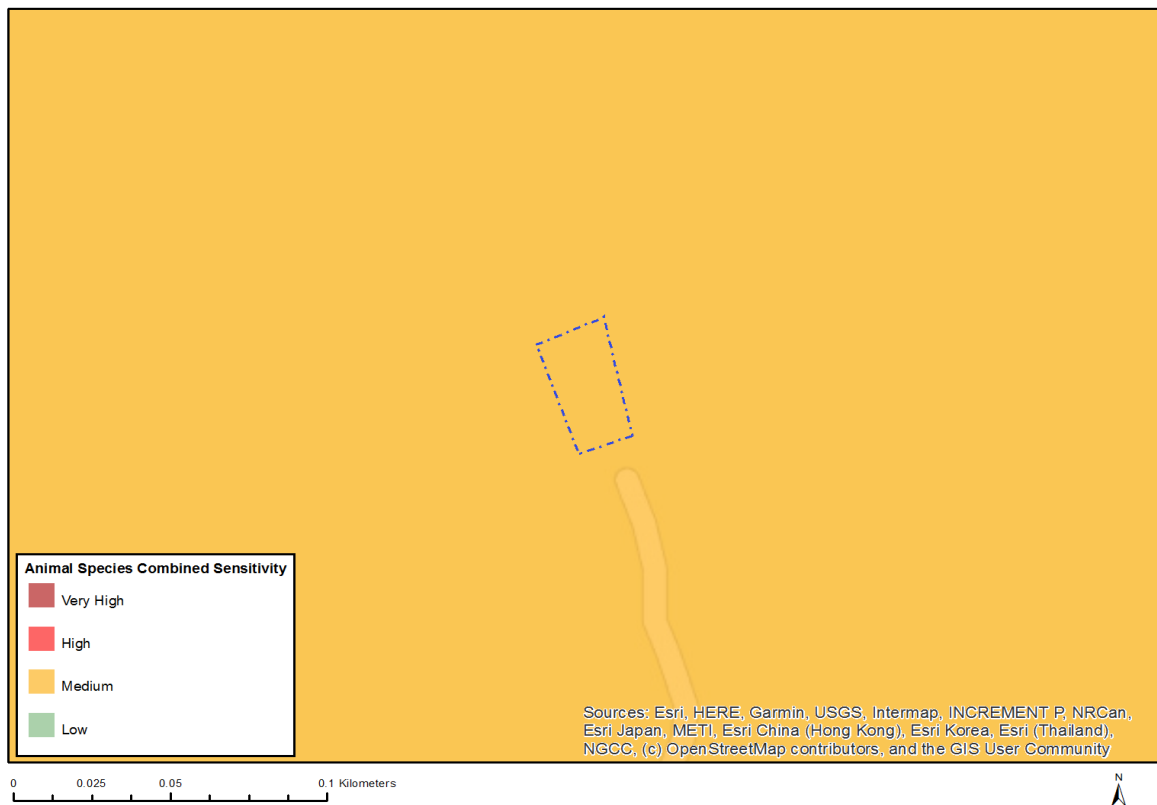 Animal Species Combined Sensitivity
Very High
High
Medium
Low
Sources: Esri, HERE, Garmin, USGS, Intermap, INCREMENT P, NRCan,
Esri Japan, METI, Esri China (Hong Kong), Esri Korea, Esri (Thailand),
NGCC, (c) OpenStreetMap contributors, and the GIS User Community
0 0.025 0.05 0.1 Kilometers
N